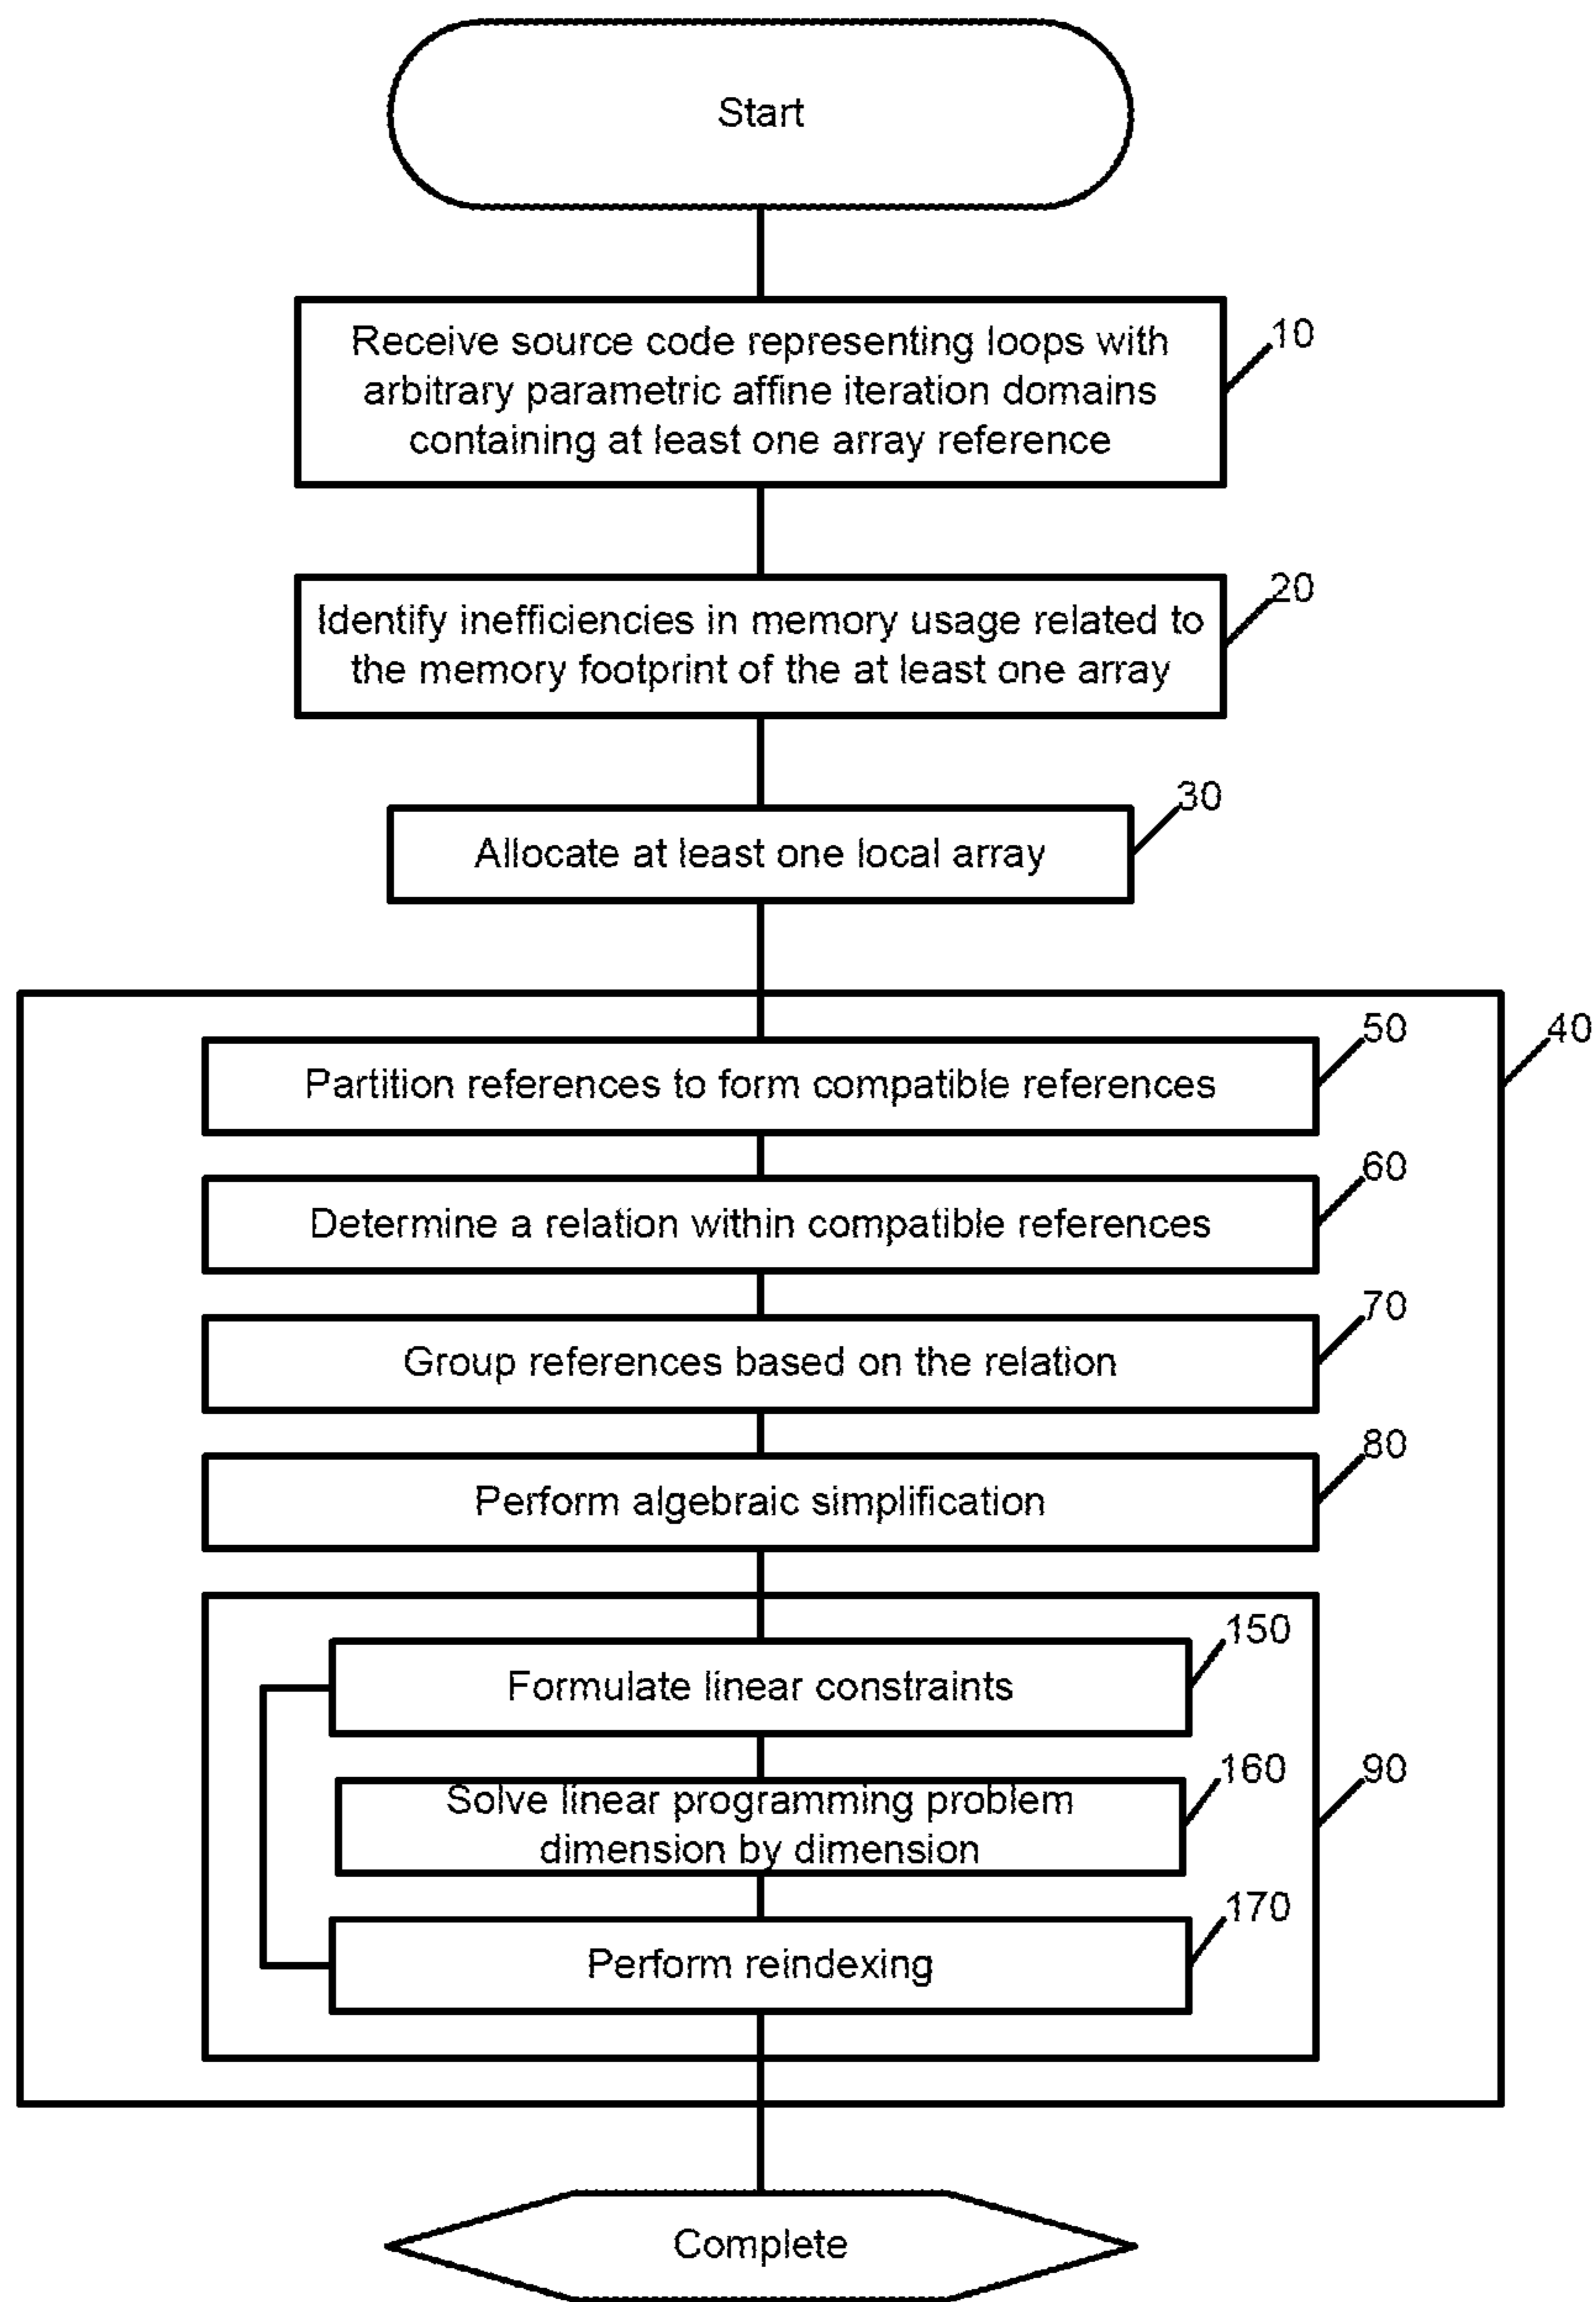 Start
Receive source code representing loops with
arbitrary parametric affine iteration domains
containing at least one array reference
10
Identify inefficiencies in memory usage related to
the memory footprint of the at least one array
20
Allocate at least one local array
30
40
Partition references to form compatible references
50
Determine a relation within compatible references
60
Group references based on the relation
70
Perform algebraic simplification
80
90
Formulate linear constraints
150
Solve linear programming problem
dimension by dimension
160
Perform reindexing
170
Complete